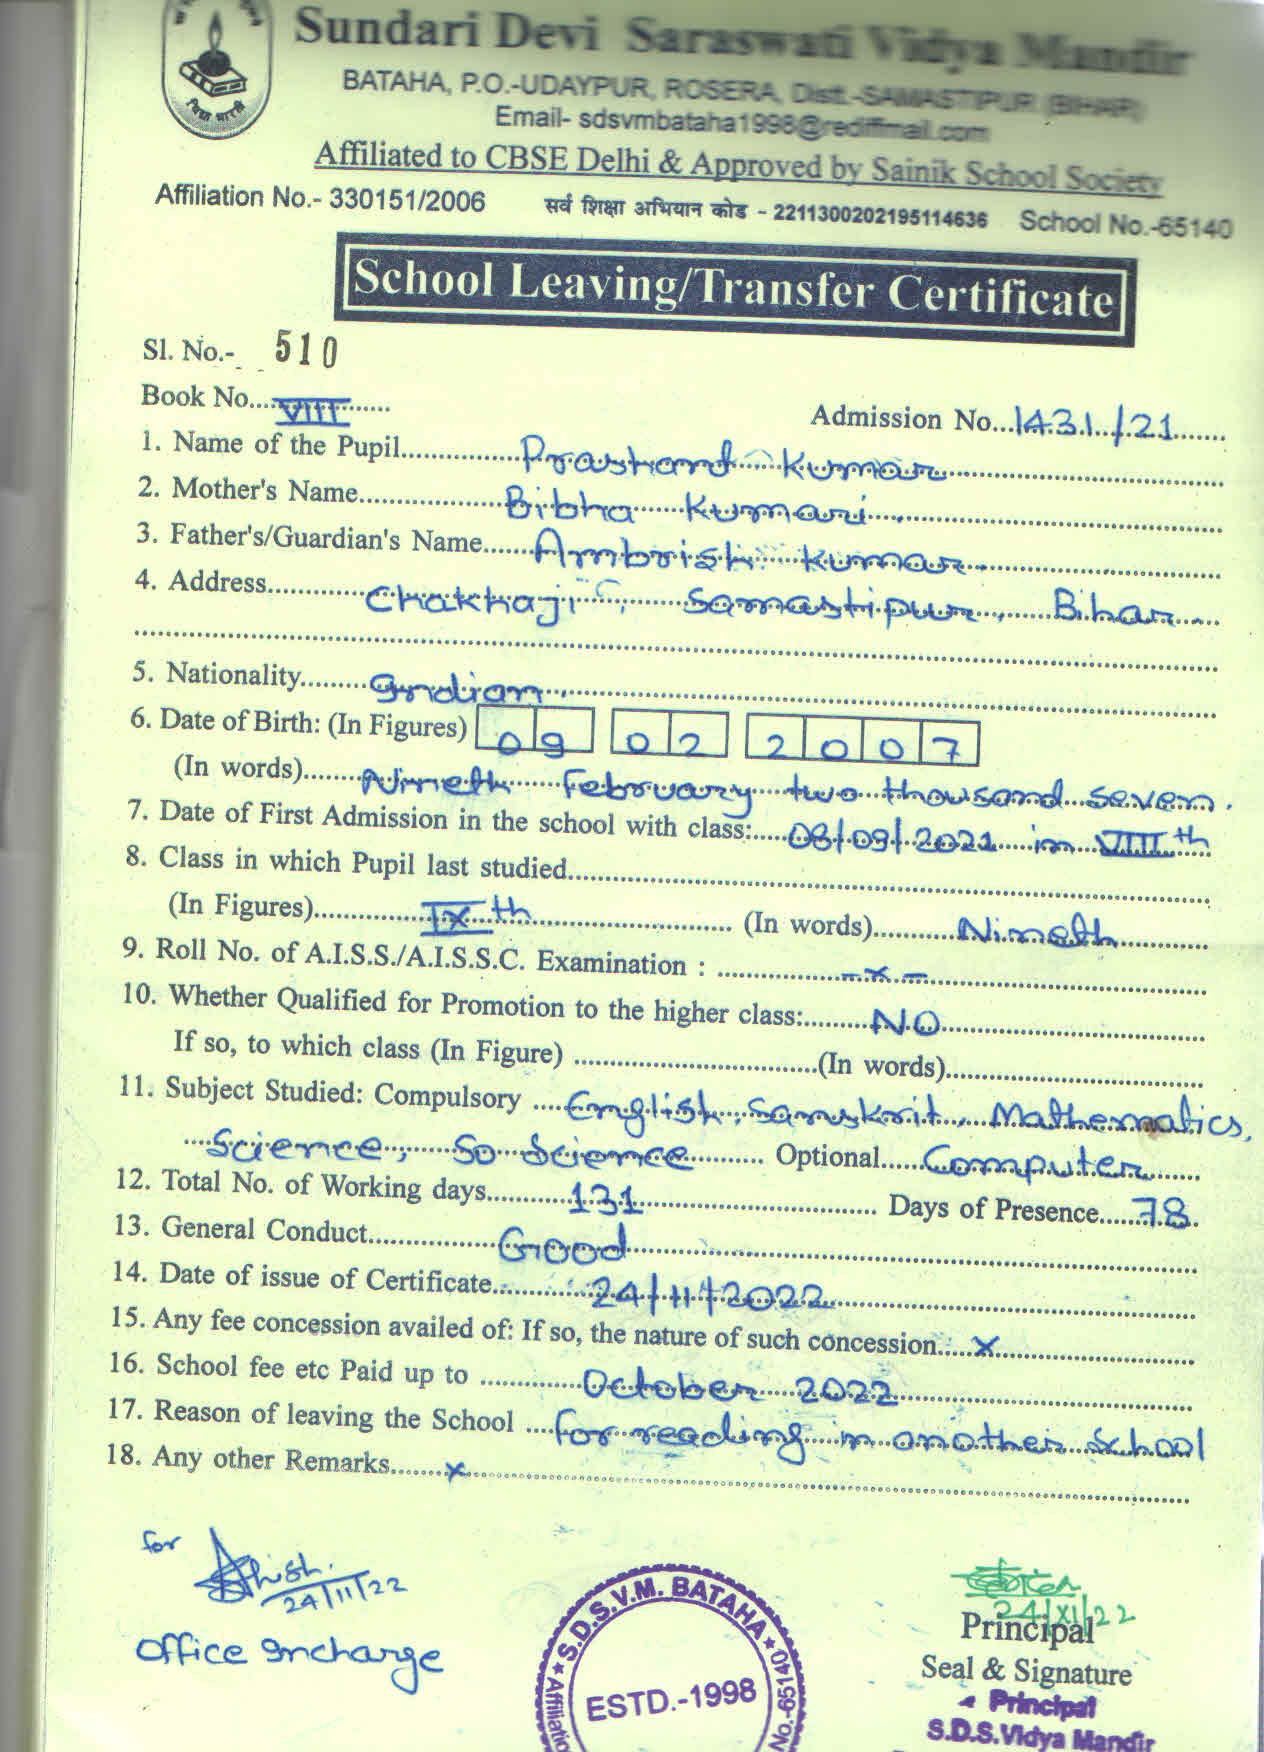 Sundari Devi Saraswati Vidya Mandir
BATAHA, P.O.-UDAYPUR, ROSERA, Distt.-SAMASTIPUR (BIHAR)
Email- sdsvmbataha1998@rediffmail.com
Affiliated to CBSE Delhi & Approved by Sainik School Society
Affiliation No.- 330151/2006 सर्व शिक्षा अभियान कोड - 2211300202195114636 School No.-65140
School Leaving/Transfer Certificate
Sl. No.- 510
Book No....VIII...... Admission No...1431/21.......
1. Name of the Pupil..............Prashant Kumar
2. Mother's Name..............Bibha Kumari
3. Father's/Guardian's Name......Ambrish Kumar
4. Address............Chakhaji, Samastipur, Bihar
5. Nationality.........Indian
6. Date of Birth: (In Figures) 09 02 2007
(In words)........Nineth February two thousand seven.
7. Date of First Admission in the school with class:.....08/09/2021 in VIIIth
8. Class in which Pupil last studied
(In Figures)..............IXth.............. (In words)...........Nineth
9. Roll No. of A.I.S.S./A.I.S.S.C. Examination : ..............-x-
10. Whether Qualified for Promotion to the higher class:.........NO
If so, to which class (In Figure) ..............................(In words)
11. Subject Studied: Compulsory ....English, Sanskrit, Mathematics,
Science, So Science.......... Optional......Computer
12. Total No. of Working days...........131.............. Days of Presence......78
13. General Conduct..............Good
14. Date of issue of Certificate..........24/11/2022
15. Any fee concession availed of: If so, the nature of such concession.....x
16. School fee etc Paid up to ............October 2022
17. Reason of leaving the School ....for reading in another school
18. Any other Remarks.......x
for
24/11/22
Office Incharge
S.D.S.V.M. BATAHA
ESTD.-1998
Affiliatio
No.-65140
24/XI/22
Principal
Seal & Signature
Principal
S.D.S.Vidya Mandir